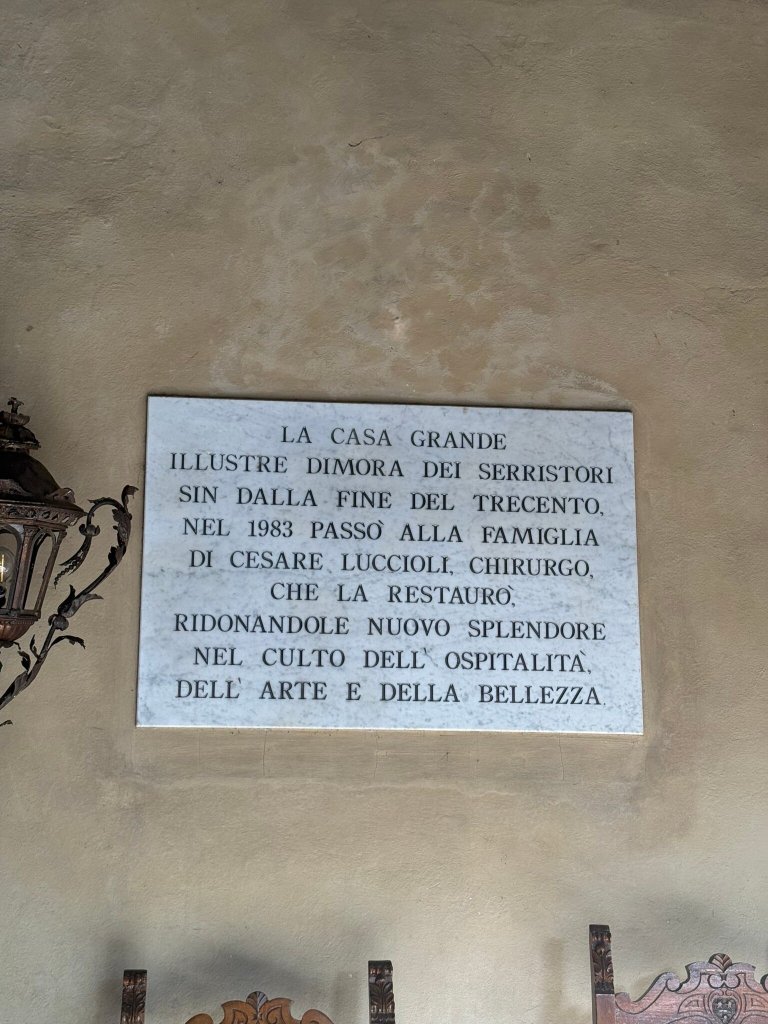 LA CASA GRANDE
ILLUSTRE DIMORA DEI SERRISTORI
SIN DALLA FINE DEL TRECENTO,
NEL 1983 PASSÒ ALLA FAMIGLIA
DI CESARE LUCCIOLI, CHIRURGO,
CHE LA RESTAURÒ,
RIDONANDOLE NUOVO SPLENDORE
NEL CULTO DELL' OSPITALITÀ,
DELL' ARTE E DELLA BELLEZZA.